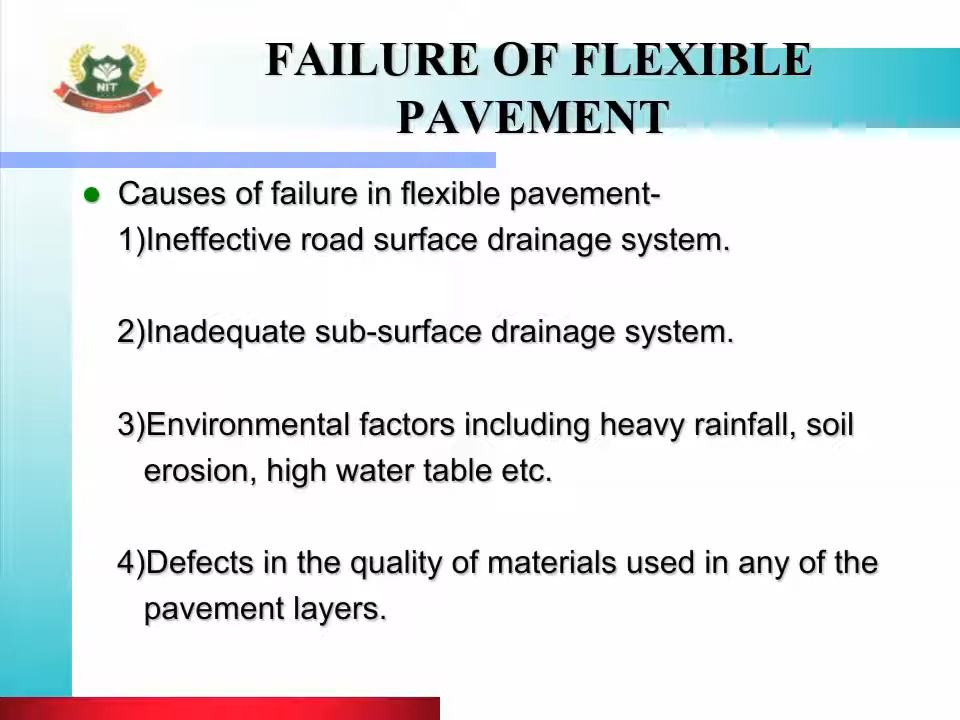 NIT
FAILURE OF FLEXIBLE
PAVEMENT
Causes of failure in flexible pavement-
1)Ineffective road surface drainage system.
2)Inadequate sub-surface drainage system.
3)Environmental factors including heavy rainfall, soil
erosion, high water table etc.
4)Defects in the quality of materials used in any of the
pavement layers.